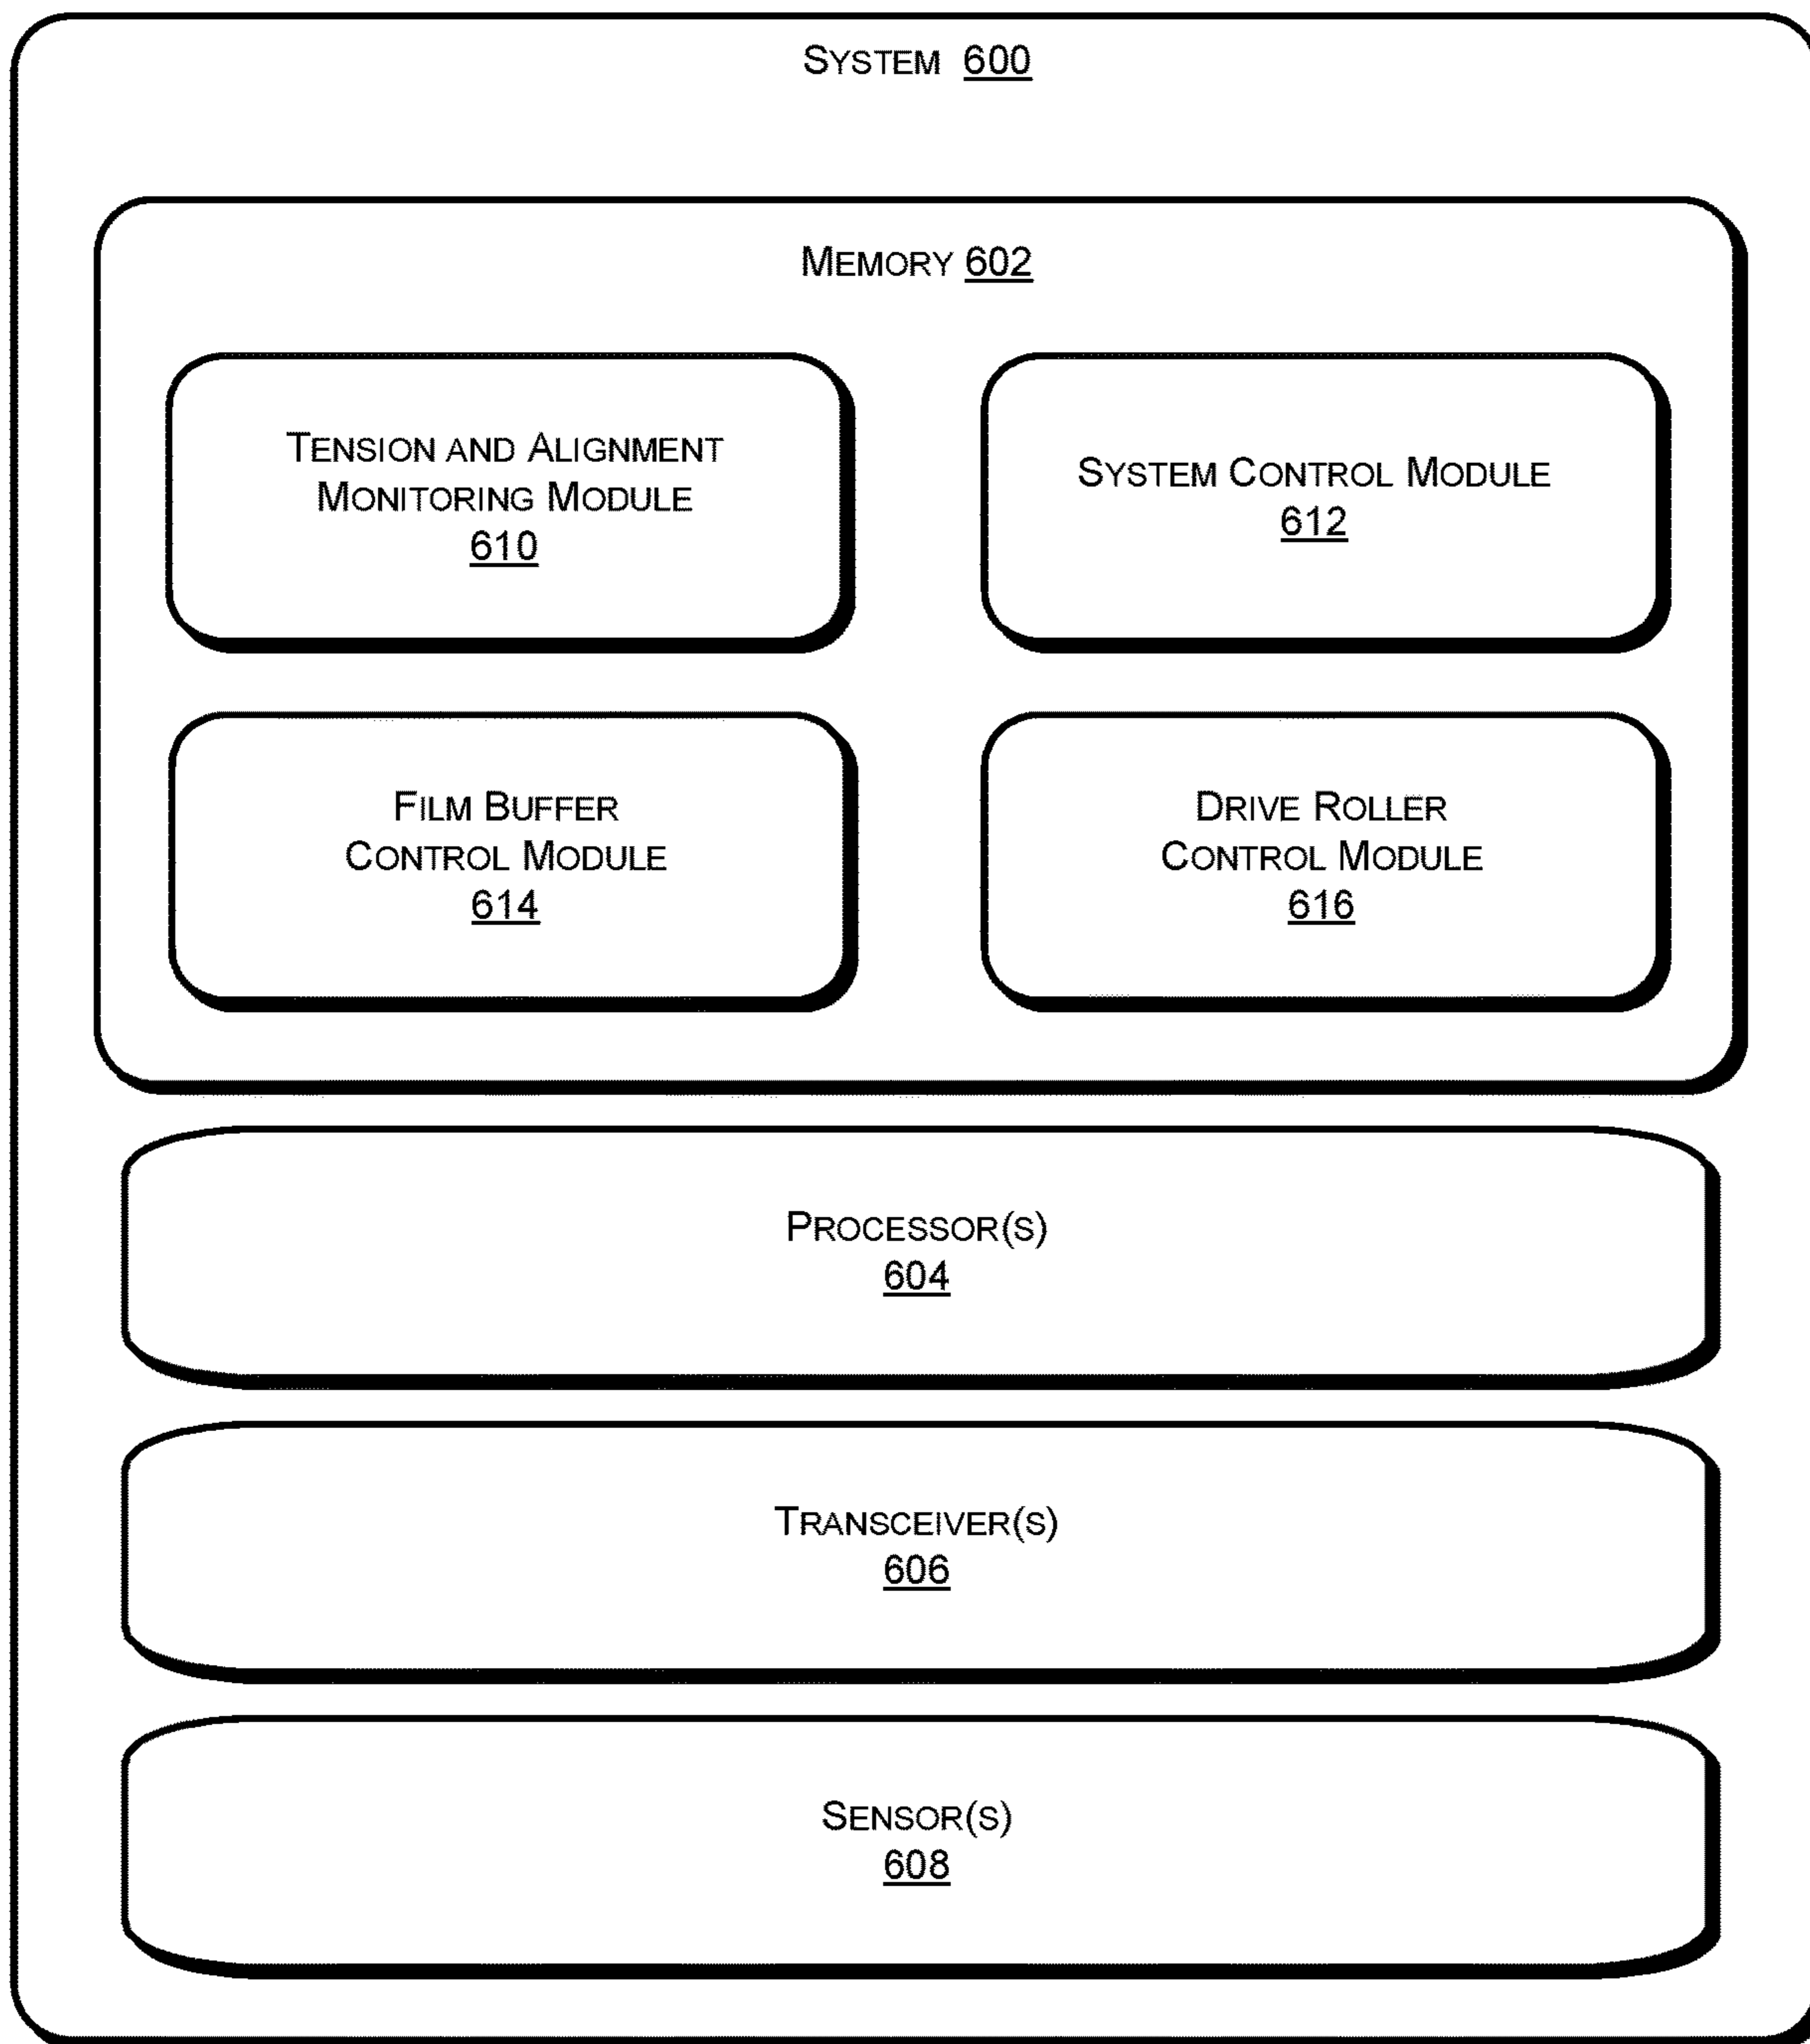 SYSTEM 600
MEMORY 602
TENSION AND ALIGNMENT
MONITORING MODULE
610
SYSTEM CONTROL MODULE
612
FILM BUFFER
CONTROL MODULE
614
DRIVE ROLLER
CONTROL MODULE
616
PROCESSOR(S)
604
TRANSCEIVER(S)
606
SENSOR(S)
608